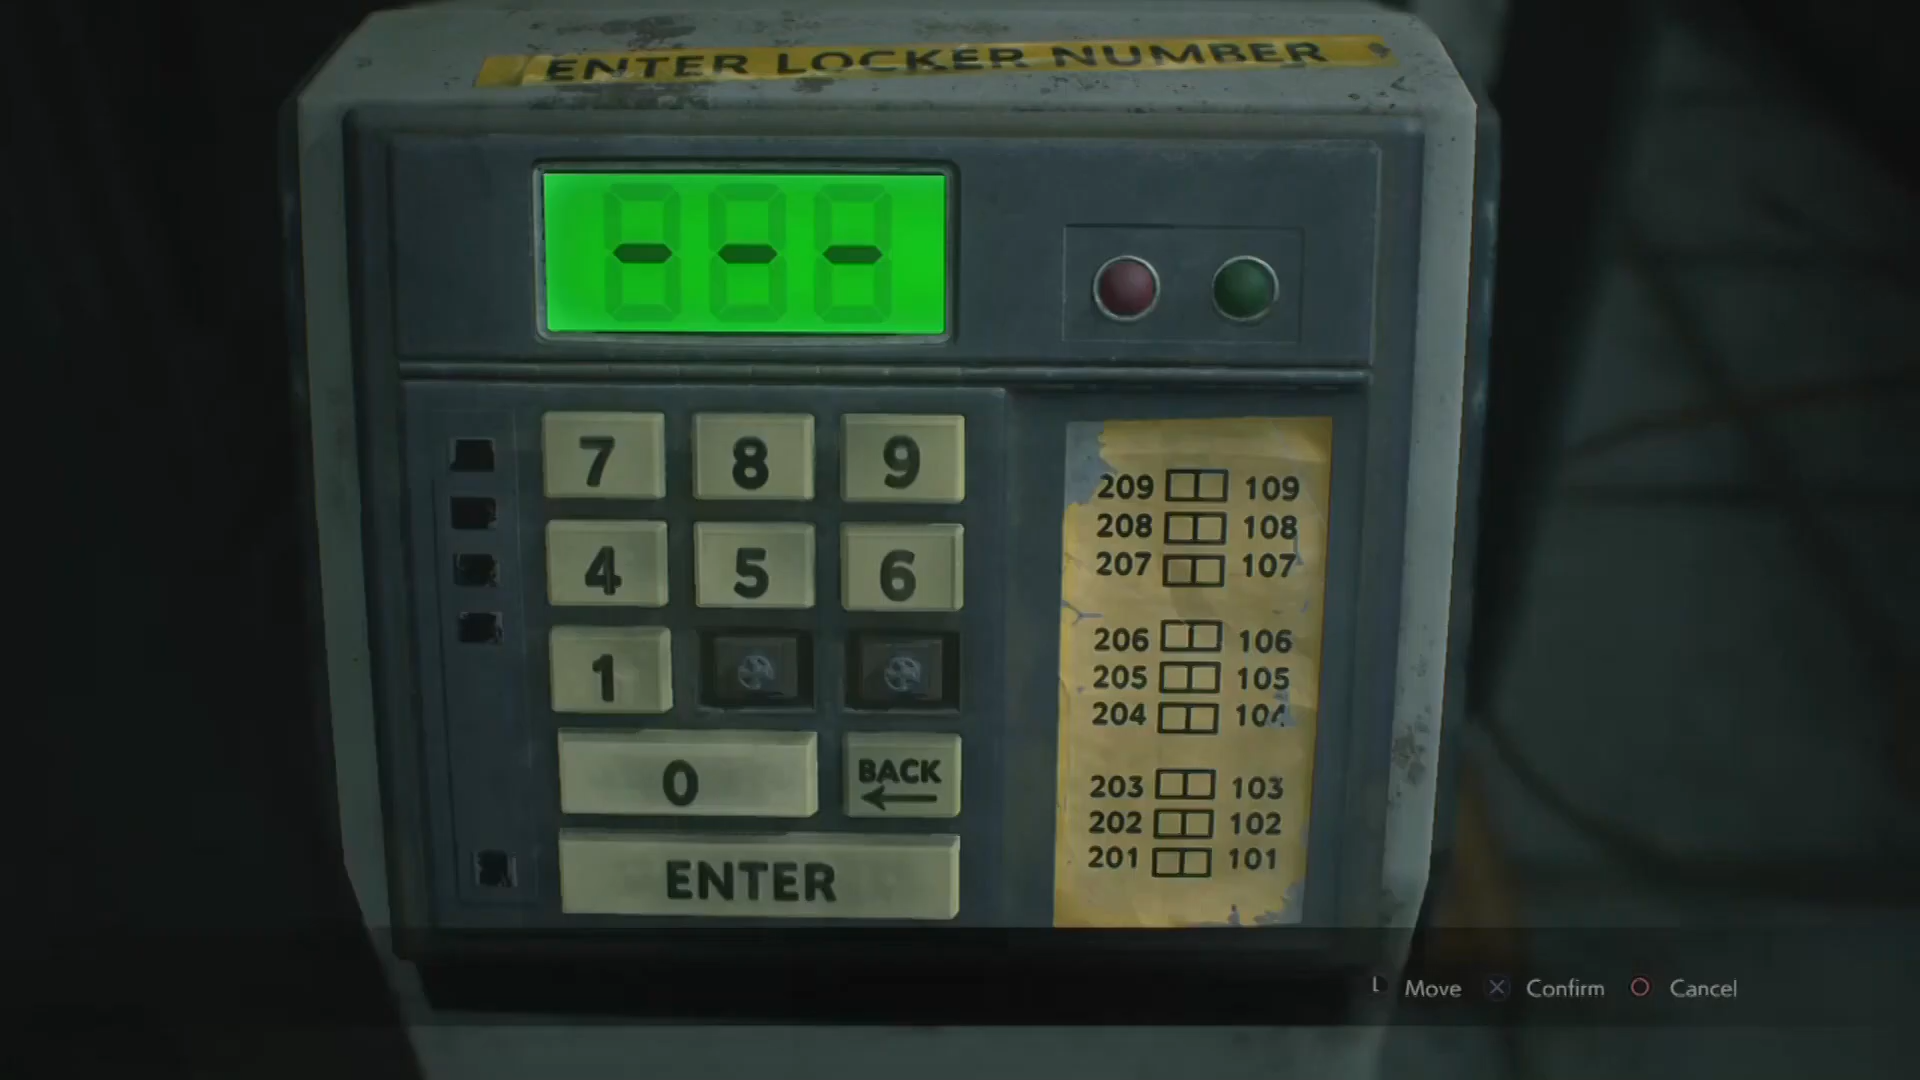 ENTER LOCKER NUMBER
---
7 8 9
4 5 6
1
0 BACK
ENTER
209 109
208 108
207 107
206 106
205 105
204 104
203 103
202 102
201 101
L Move Confirm Cancel